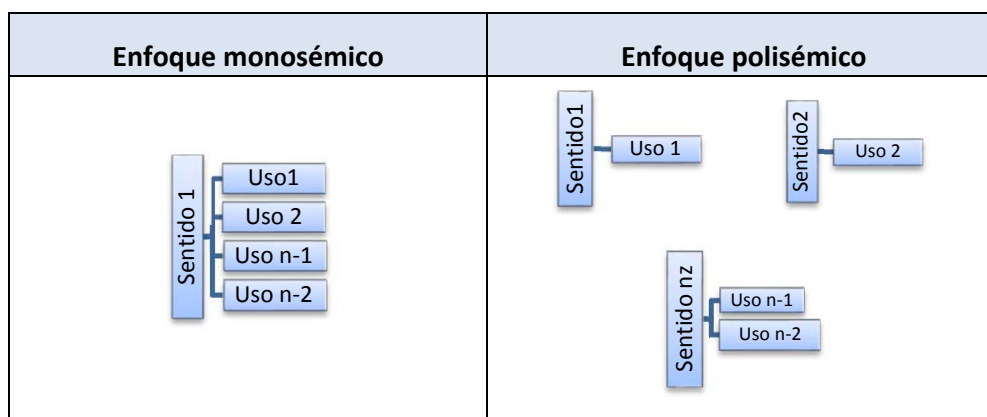 Enfoque monosémico
Enfoque polisémico
Sentido 1
Uso1
Uso 2
Uso n-1
Uso n-2
Sentido1
Uso 1
Sentido2
Uso 2
Sentido nz
Uso n-1
Uso n-2